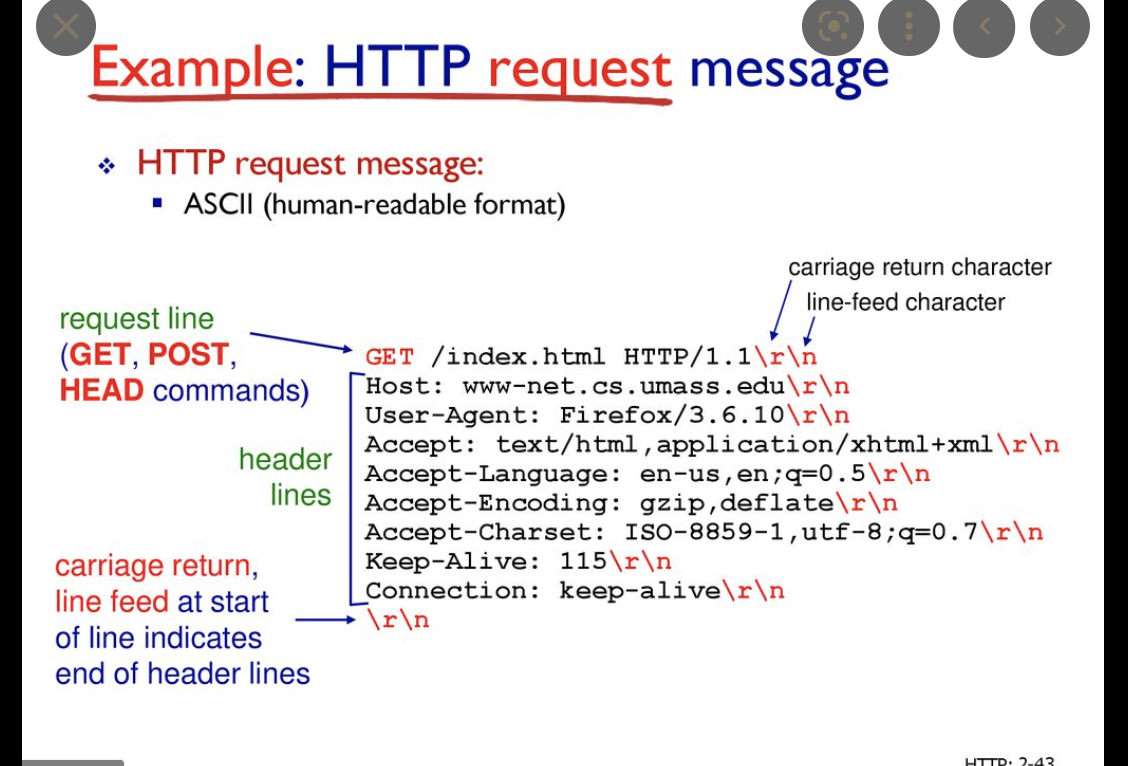 Example: HTTP request message
HTTP request message:
ASCII (human-readable format)
carriage return character
line-feed character
request line
(GET, POST,
HEAD commands)
GET /index.html HTTP/1.1\r\n
Host: www-net.cs.umass.edu\r\n
User-Agent: Firefox/3.6.10\r\n
Accept: text/html,application/xhtml+xml\r\n
Accept-Language: en-us,en;q=0.5\r\n
Accept-Encoding: gzip,deflate\r\n
Accept-Charset: ISO-8859-1,utf-8;q=0.7\r\n
Keep-Alive: 115\r\n
Connection: keep-alive\r\n
\r\n
header
lines
carriage return,
line feed at start
of line indicates
end of header lines
HTTP: 2-43